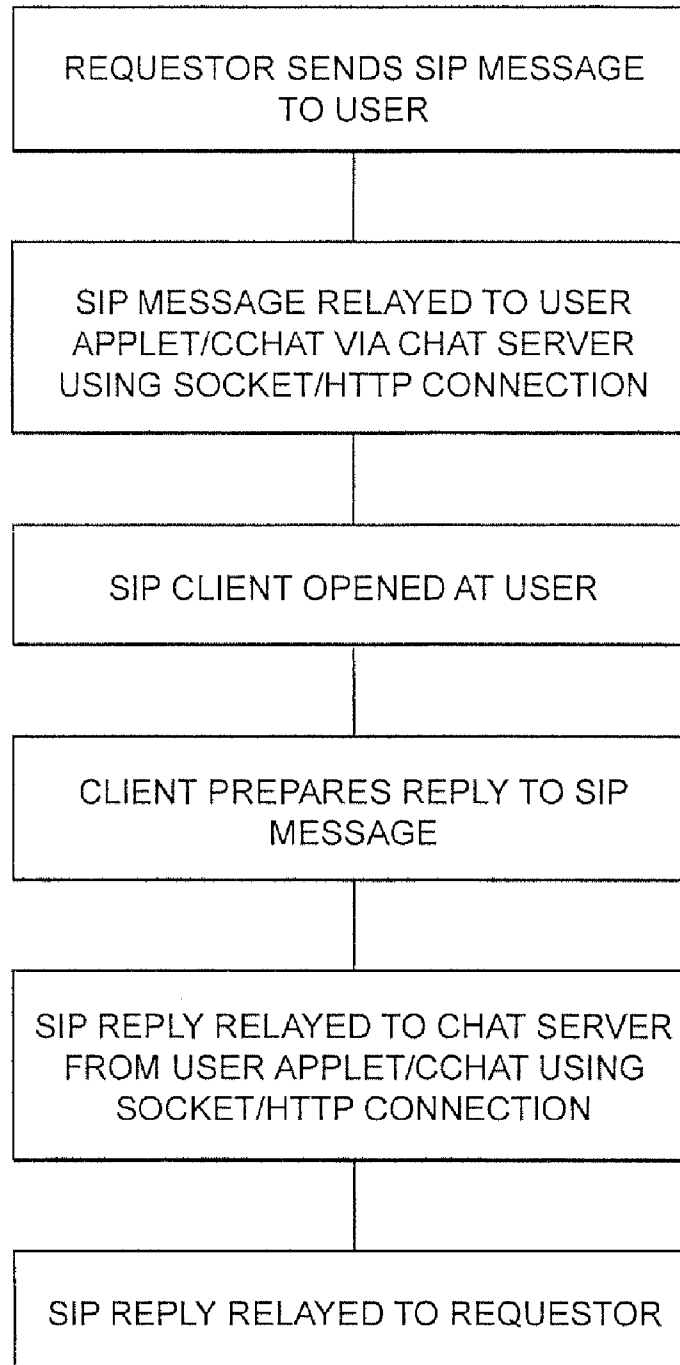 REQUESTOR SENDS SIP MESSAGE
TO USER
SIP MESSAGE RELAYED TO USER
APPLET/CCHAT VIA CHAT SERVER
USING SOCKET/HTTP CONNECTION
SIP CLIENT OPENED AT USER
CLIENT PREPARES REPLY TO SIP
MESSAGE
SIP REPLY RELAYED TO CHAT SERVER
FROM USER APPLET/CCHAT USING
SOCKET/HTTP CONNECTION
SIP REPLY RELAYED TO REQUESTOR